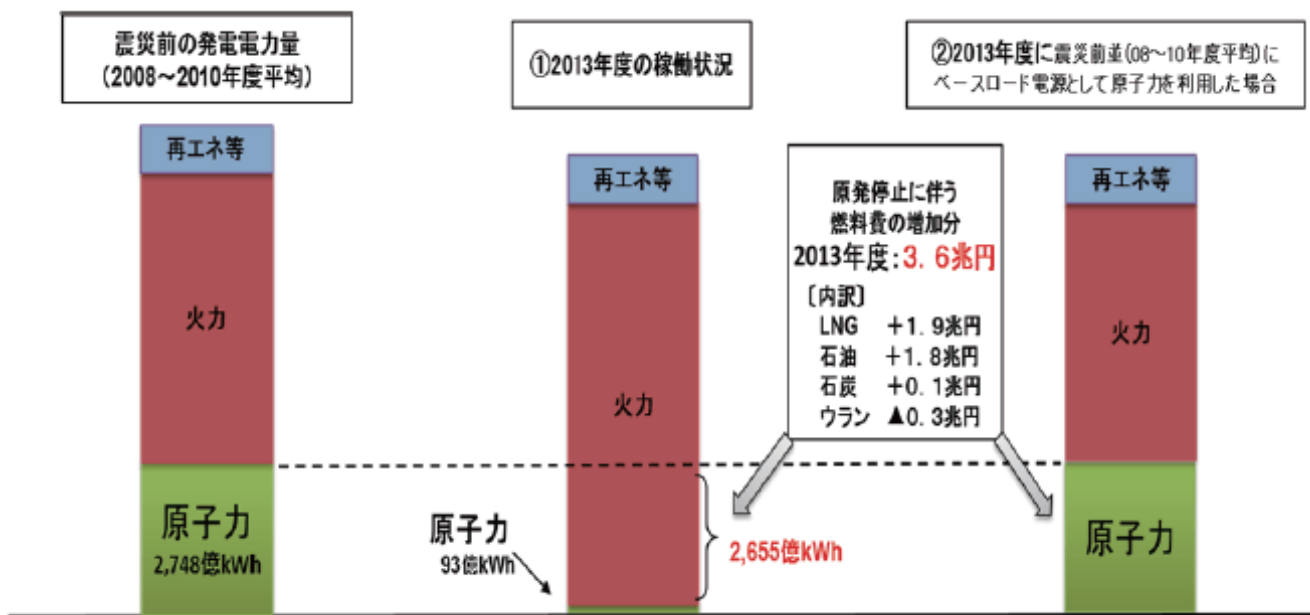 震災前の発電電力量
(2008～2010年度平均)
①2013年度の稼働状況
②2013年度に震災前並(08～10年度平均)に
ベースロード電源として原子力を利用した場合
再エネ等
火力
原子力
2,748億kWh
再エネ等
火力
原子力
93億kWh
2,655億kWh
原発停止に伴う
燃料費の増加分
2013年度:3.6兆円
〔内訳〕
LNG +1.9兆円
石油 +1.8兆円
石炭 +0.1兆円
ウラン ▲0.3兆円
再エネ等
火力
原子力